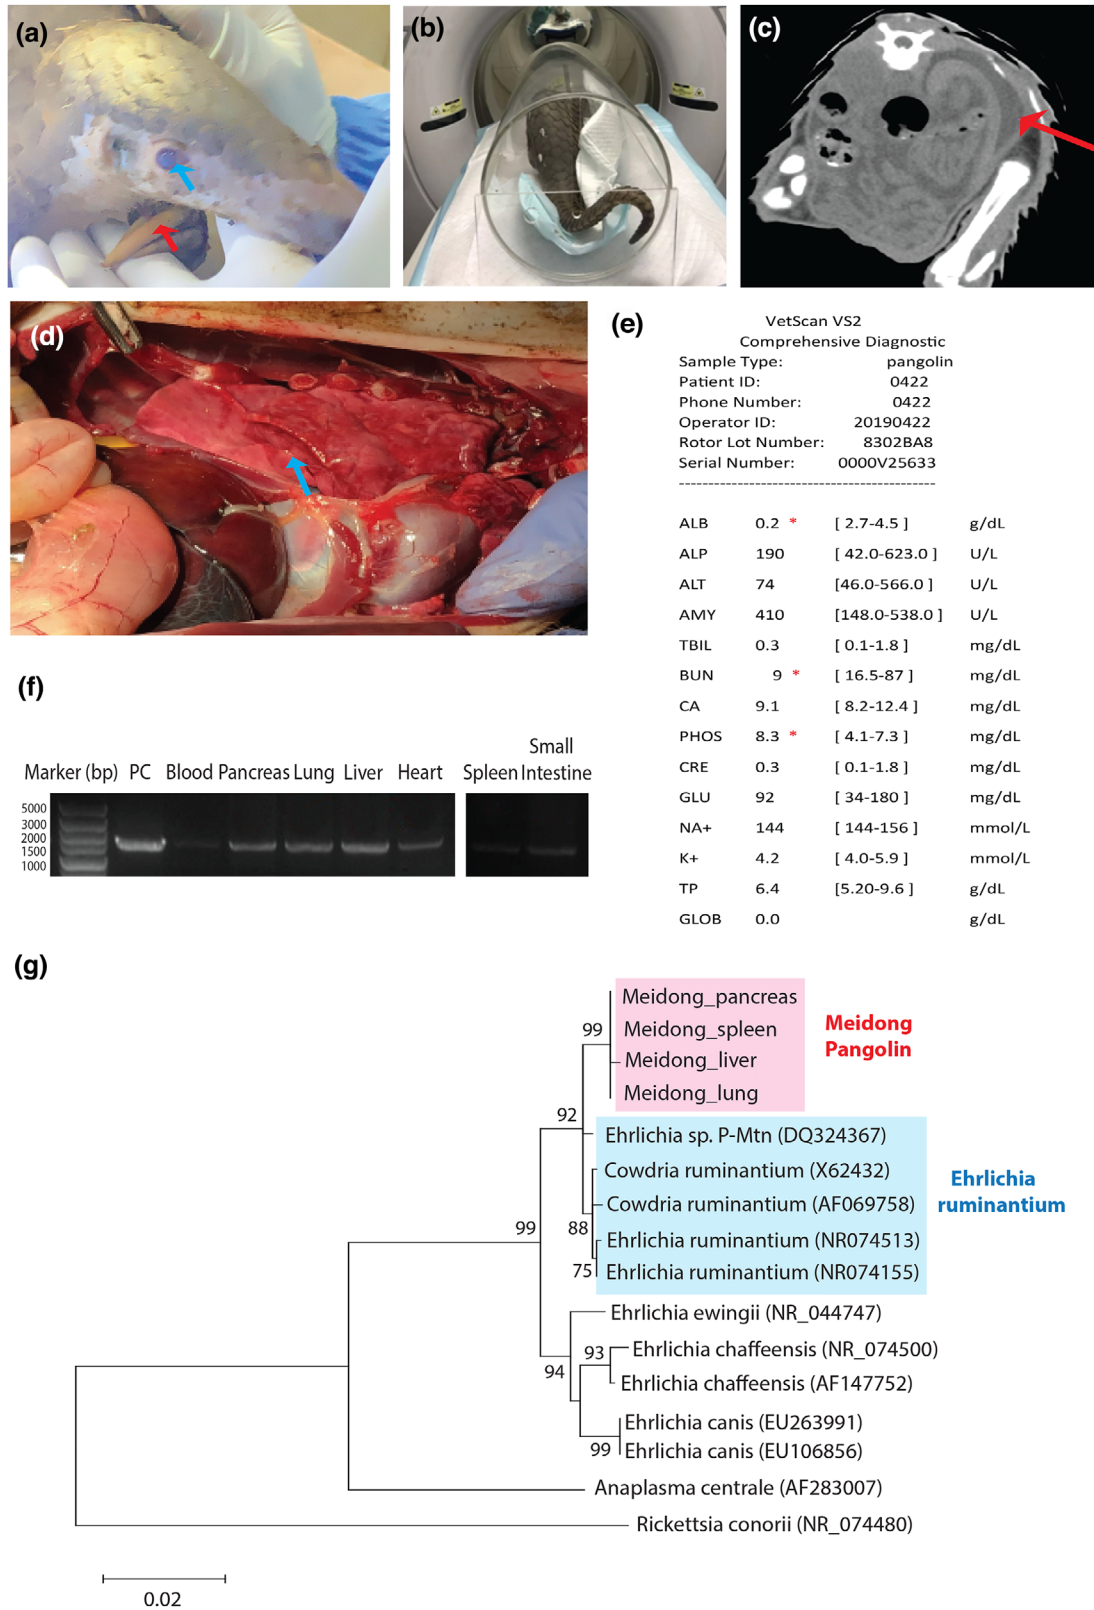 (a)
(b)
(c)
(d)
(e)
VetScan VS2
Comprehensive Diagnostic
Sample Type: pangolin
Patient ID: 0422
Phone Number: 0422
Operator ID: 20190422
Rotor Lot Number: 8302BA8
Serial Number: 0000V25633
--------------------------------------------
ALB 0.2 * [ 2.7-4.5 ] g/dL
ALP 190 [ 42.0-623.0 ] U/L
ALT 74 [46.0-566.0 ] U/L
AMY 410 [148.0-538.0 ] U/L
TBIL 0.3 [ 0.1-1.8 ] mg/dL
BUN 9 * [ 16.5-87 ] mg/dL
CA 9.1 [ 8.2-12.4 ] mg/dL
PHOS 8.3 * [ 4.1-7.3 ] mg/dL
CRE 0.3 [ 0.1-1.8 ] mg/dL
GLU 92 [ 34-180 ] mg/dL
NA+ 144 [ 144-156 ] mmol/L
K+ 4.2 [ 4.0-5.9 ] mmol/L
TP 6.4 [5.20-9.6 ] g/dL
GLOB 0.0 g/dL
(f)
Marker (bp) PC Blood Pancreas Lung Liver Heart Spleen Small Intestine
5000
3000
2000
1500
1000
(g)
Meidong_pancreas
Meidong_spleen
Meidong_liver
Meidong_lung
Meidong
Pangolin
Ehrlichia sp. P-Mtn (DQ324367)
Cowdria ruminantium (X62432)
Cowdria ruminantium (AF069758)
Ehrlichia ruminantium (NR074513)
Ehrlichia ruminantium (NR074155)
Ehrlichia
ruminantium
Ehrlichia ewingii (NR_044747)
Ehrlichia chaffeensis (NR_074500)
Ehrlichia chaffeensis (AF147752)
Ehrlichia canis (EU263991)
Ehrlichia canis (EU106856)
Anaplasma centrale (AF283007)
Rickettsia conorii (NR_074480)
99
92
99
88
75
93
94
99
0.02